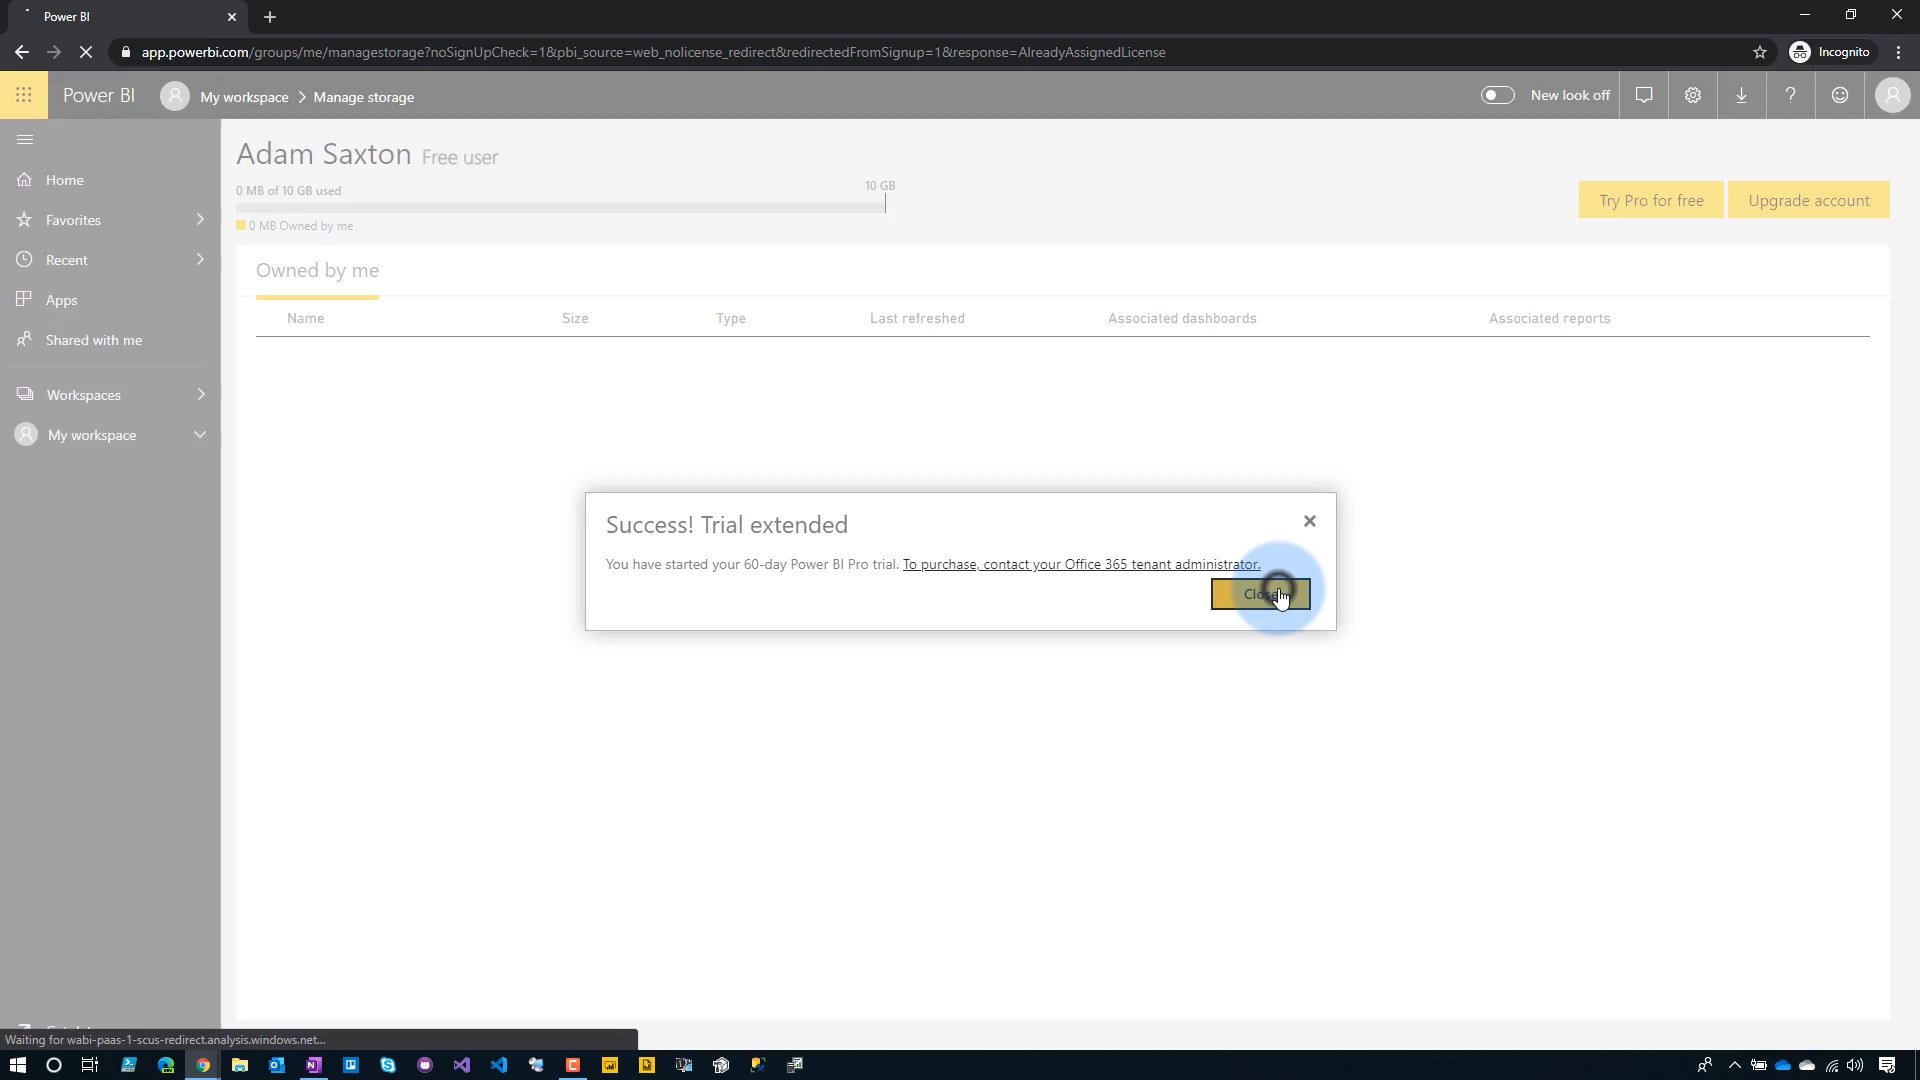 Power BI
app.powerbi.com/groups/me/managestorage?noSignUpCheck=1&pbi_source=web_nolicense_redirect&redirectedFromSignup=1&response=AlreadyAssignedLicense
Incognito
Power BI
My workspace > Manage storage
New look off
Home
Favorites
Recent
Apps
Shared with me
Workspaces
My workspace
Adam Saxton Free user
0 MB of 10 GB used
10 GB
0 MB Owned by me
Try Pro for free
Upgrade account
Owned by me
Name Size Type Last refreshed Associated dashboards Associated reports
Success! Trial extended
You have started your 60-day Power BI Pro trial. To purchase, contact your Office 365 tenant administrator.
Close
Waiting for wabi-paas-1-scus-redirect.analysis.windows.net...